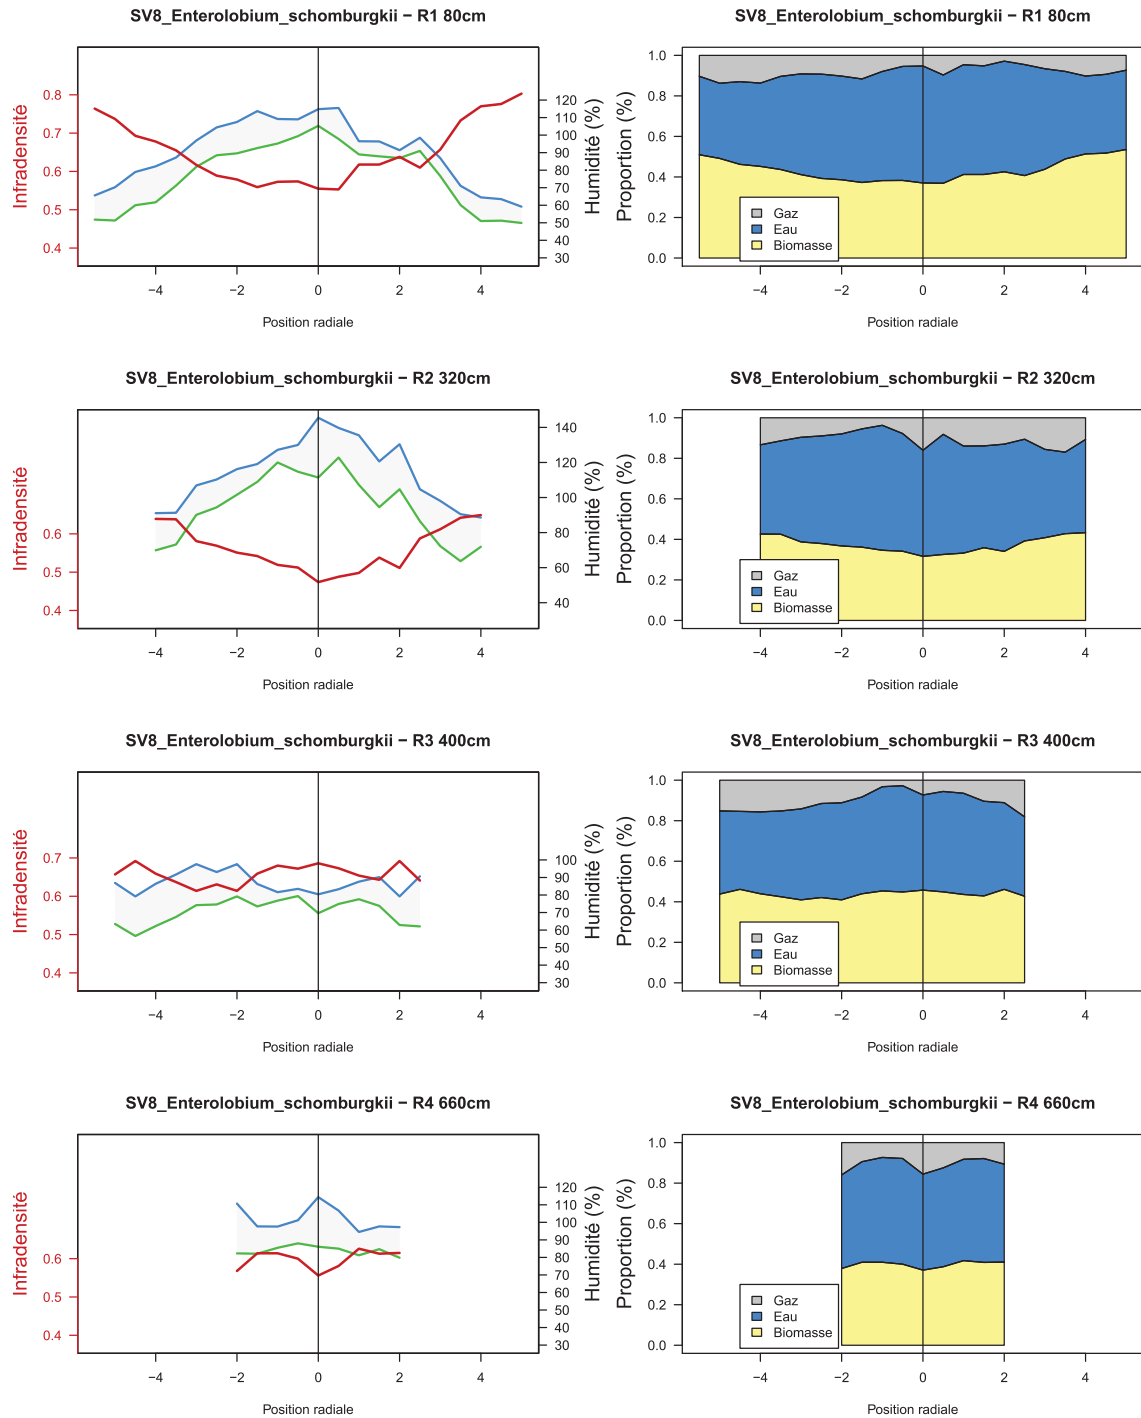 SV8_Enterolobium_schomburgkii − R1 80cm
Infradensité
0.8
0.7
0.6
0.5
0.4
120
110
100
90
80
70
60
50
40
30
Humidité (%)
−4 −2 0 2 4
Position radiale
SV8_Enterolobium_schomburgkii − R1 80cm
Proportion (%)
1.0
0.8
0.6
0.4
0.2
0.0
Gaz
Eau
Biomasse
−4 −2 0 2 4
Position radiale
SV8_Enterolobium_schomburgkii − R2 320cm
Infradensité
0.6
0.5
0.4
140
120
100
80
60
40
Humidité (%)
−4 −2 0 2 4
Position radiale
SV8_Enterolobium_schomburgkii − R2 320cm
Proportion (%)
1.0
0.8
0.6
0.4
0.2
0.0
Gaz
Eau
Biomasse
−4 −2 0 2 4
Position radiale
SV8_Enterolobium_schomburgkii − R3 400cm
Infradensité
0.7
0.6
0.5
0.4
100
90
80
70
60
50
40
30
Humidité (%)
−4 −2 0 2 4
Position radiale
SV8_Enterolobium_schomburgkii − R3 400cm
Proportion (%)
1.0
0.8
0.6
0.4
0.2
0.0
Gaz
Eau
Biomasse
−4 −2 0 2 4
Position radiale
SV8_Enterolobium_schomburgkii − R4 660cm
Infradensité
0.6
0.5
0.4
120
110
100
90
80
70
60
50
40
30
Humidité (%)
−4 −2 0 2 4
Position radiale
SV8_Enterolobium_schomburgkii − R4 660cm
Proportion (%)
1.0
0.8
0.6
0.4
0.2
0.0
Gaz
Eau
Biomasse
−4 −2 0 2 4
Position radiale